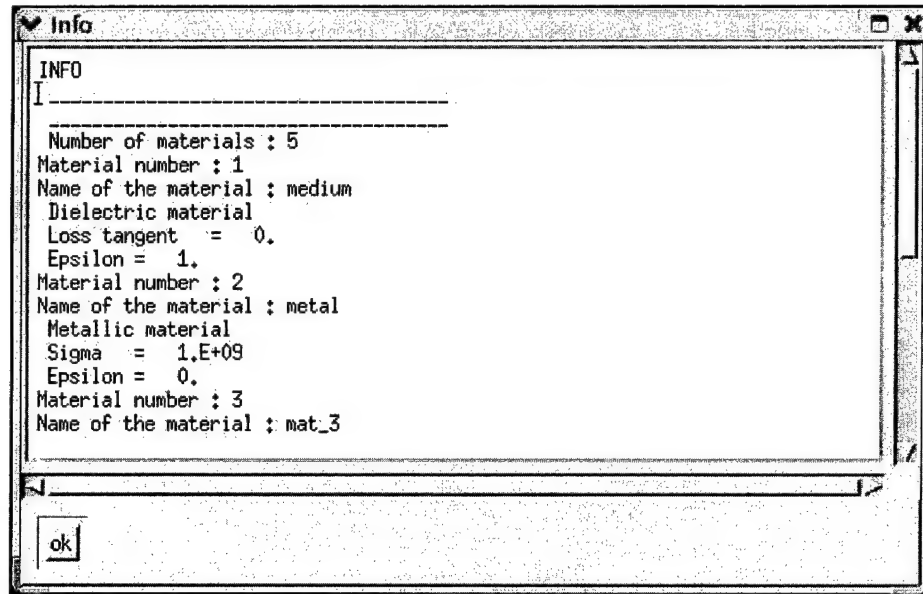 Info
INFO
Number of materials : 5
Material number : 1
Name of the material : medium
Dielectric material
Loss tangent = 0.
Epsilon = 1.
Material number : 2
Name of the material : metal
Metallic material
Sigma = 1.E+09
Epsilon = 0.
Material number : 3
Name of the material : mat_3
ok